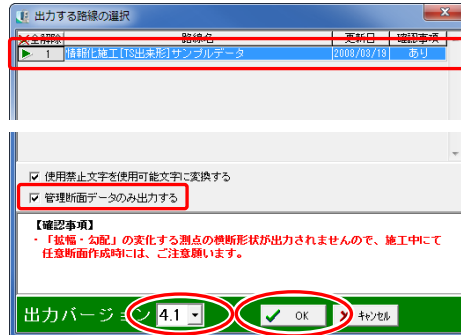 出力する路線の選択
全解除 路線名 更新日 確認事項
1 情報化施工[TS出来形]サンプルデータ 2009/03/19 あり
使用禁止文字を使用可能文字に変換する
管理断面データのみ出力する
【確認事項】
・「拡幅・勾配」の変化する測点の横断形状が出力されませんので、施工中にて
任意断面作成時には、ご注意願います。
出力バージョン 4.1 OK キャンセル